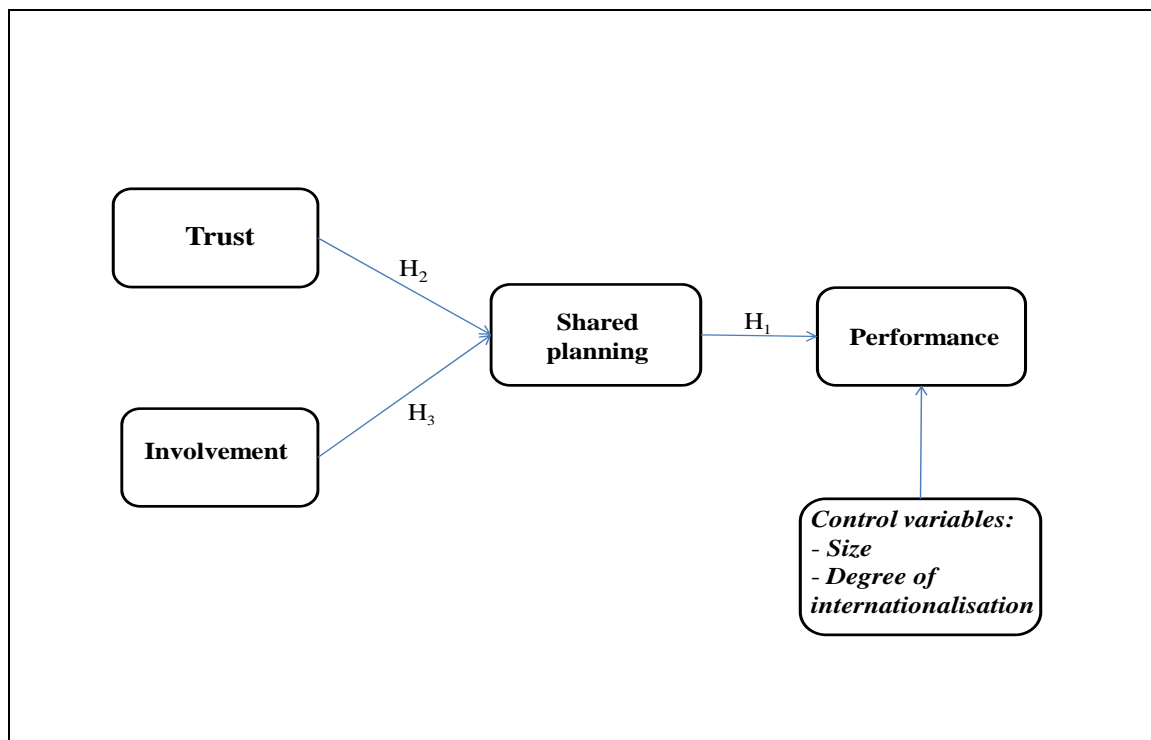 Trust
H₂
Shared
planning
H₁
Performance
H₃
Involvement
Control variables:
- Size
- Degree of
internationalisation